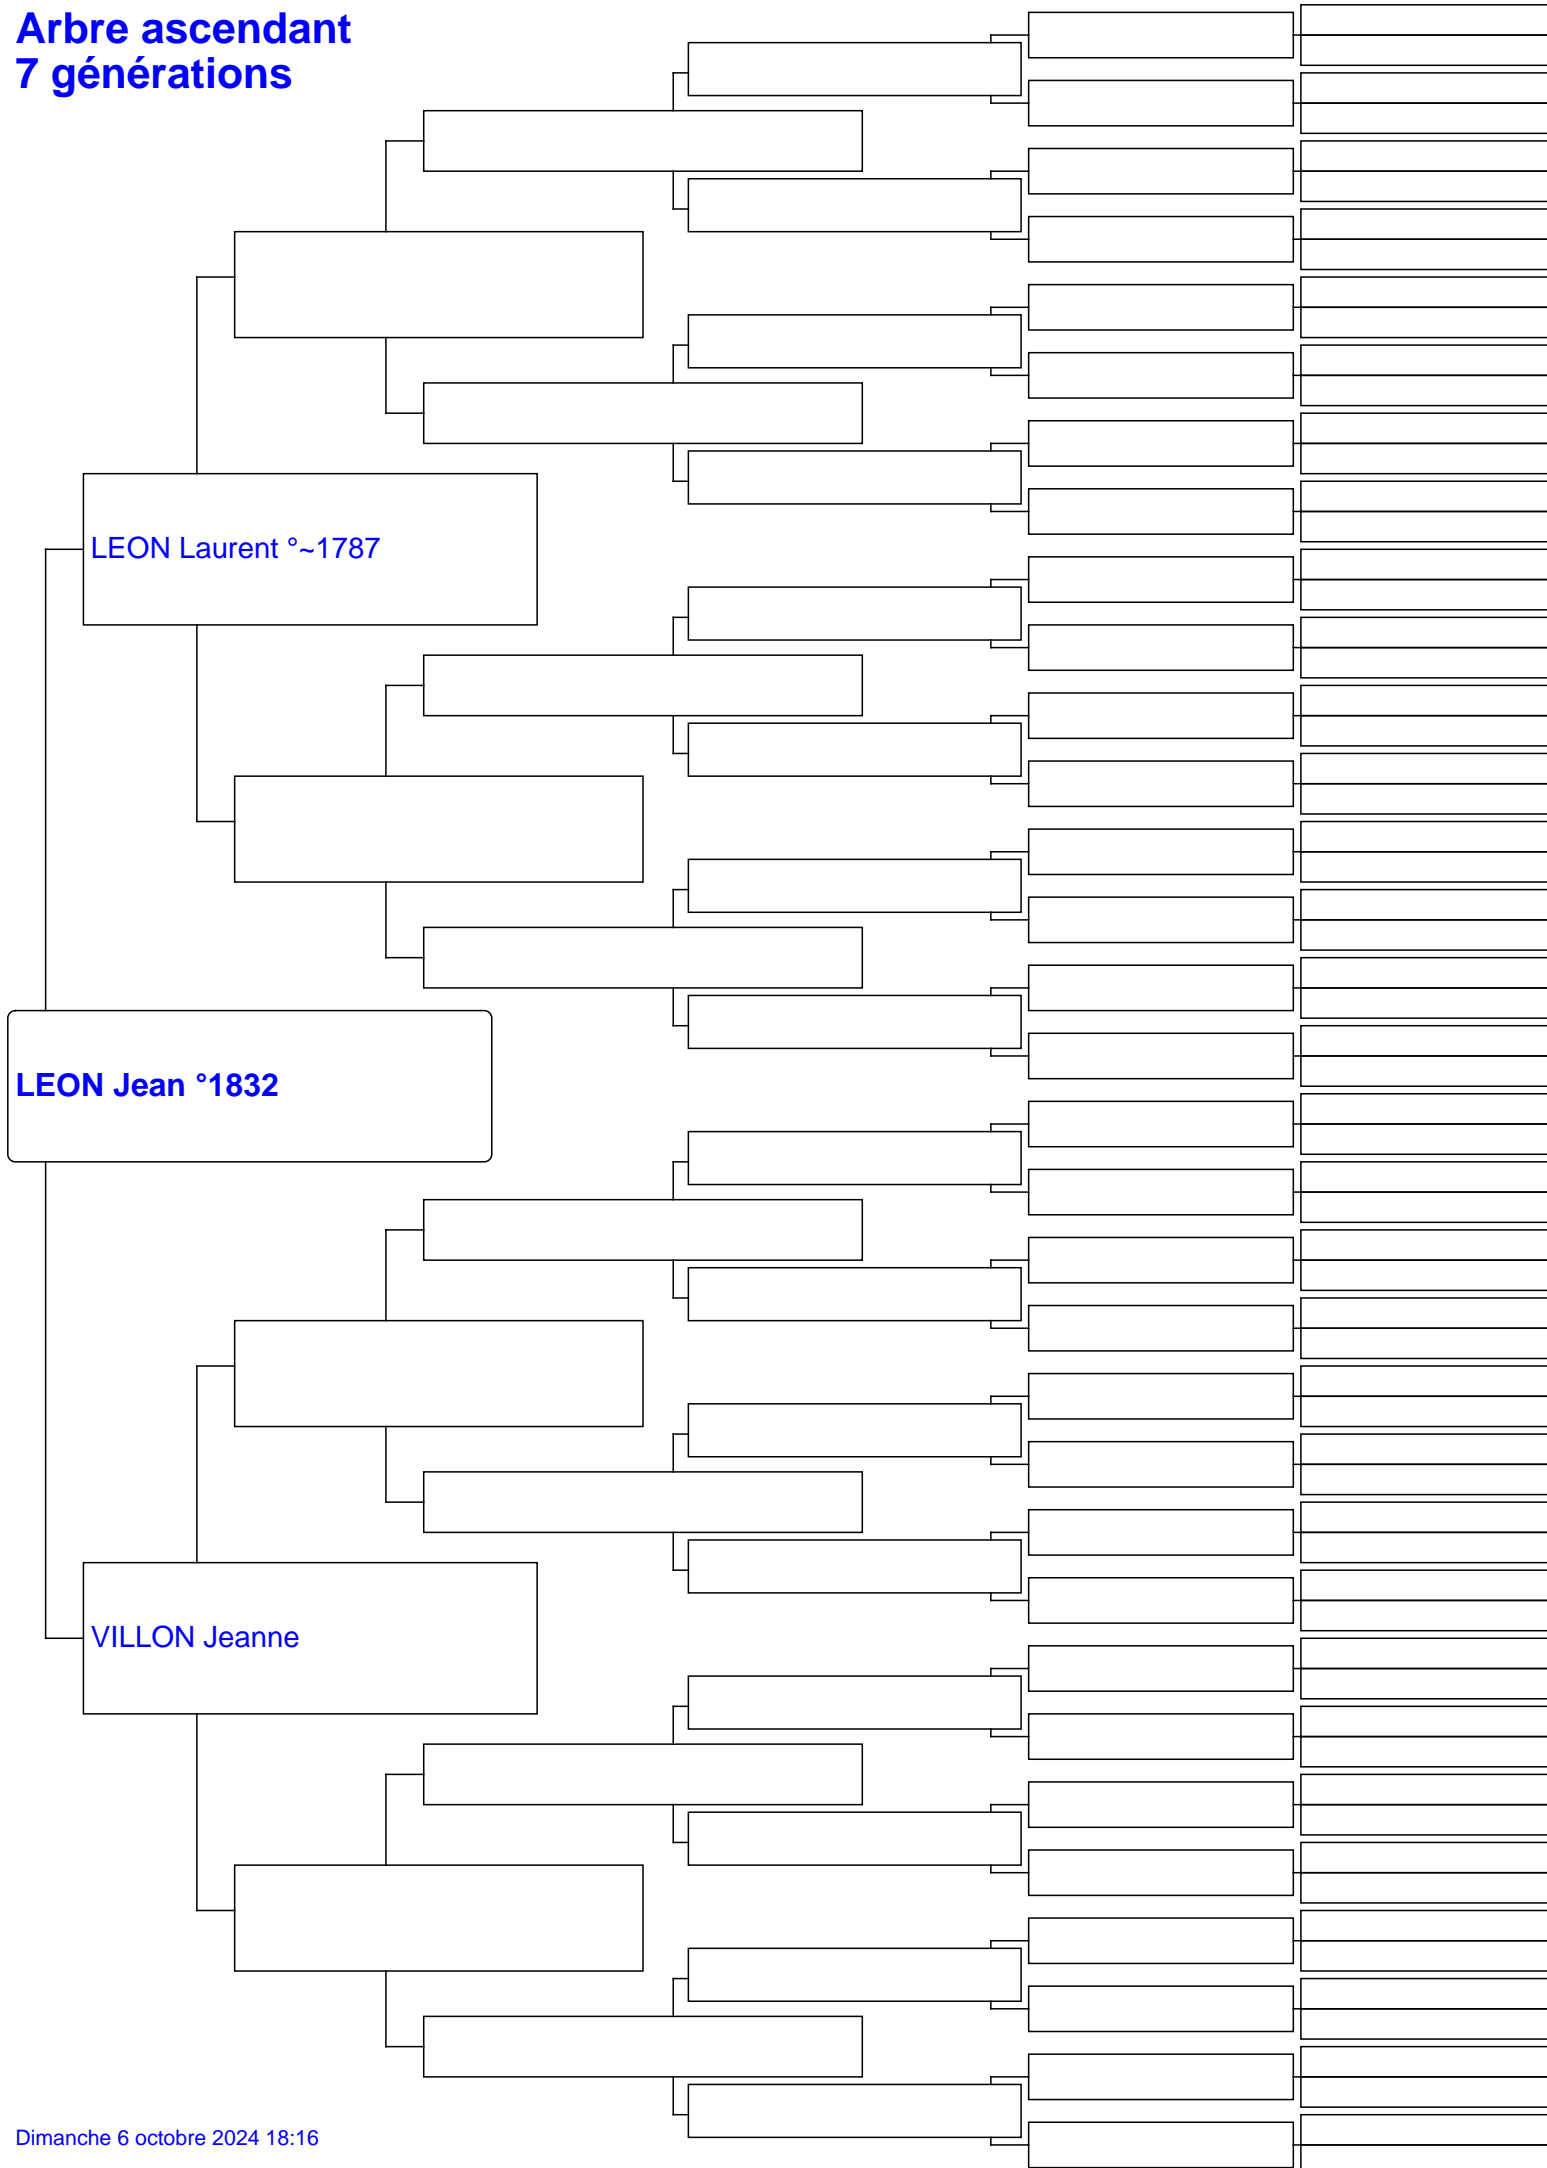 Arbre ascendant
7 générations
LEON Laurent °~1787
LEON Jean °1832
VILLON Jeanne
Dimanche 6 octobre 2024 18:16